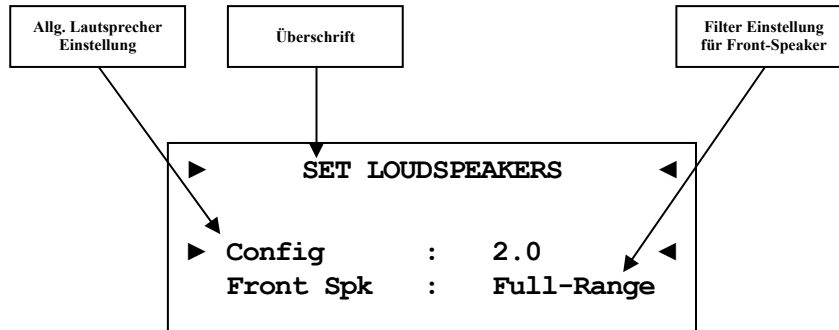 Allg. Lautsprecher
Einstellung
Überschrift
Filter Einstellung
für Front-Speaker
► SET LOUDSPEAKERS ◄
► Config : 2.0 ◄
Front Spk : Full-Range